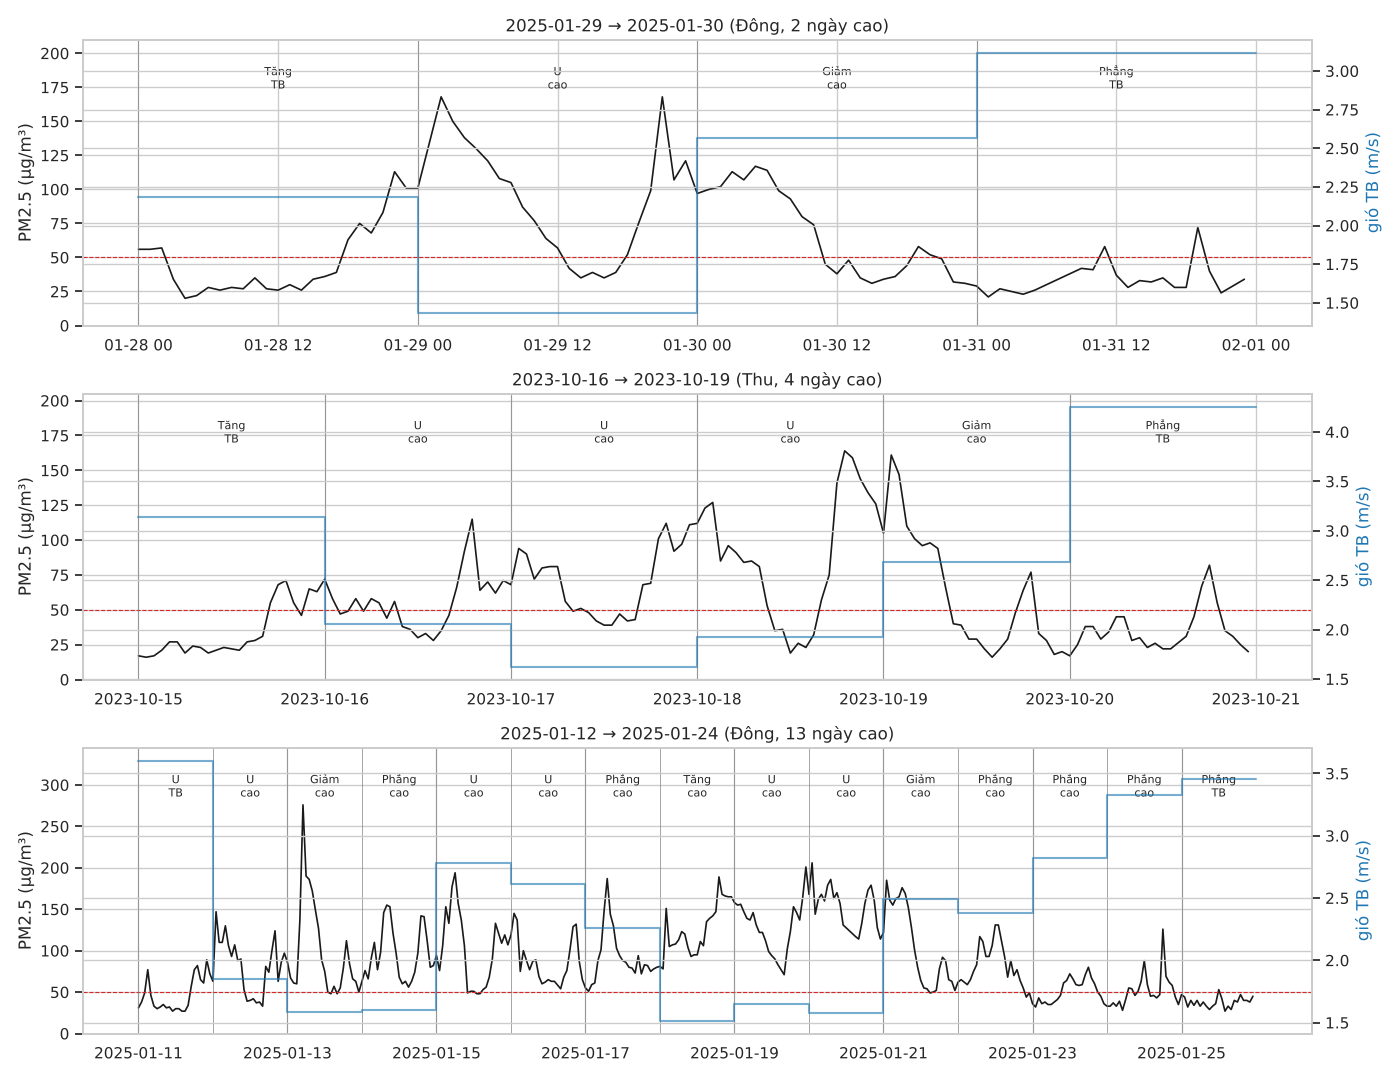 2025-01-29 → 2025-01-30 (Đông, 2 ngày cao)
PM2.5 (µg/m³)
200
175
150
125
100
75
50
25
0
Tăng
TB
U
cao
Giảm
cao
Phẳng
TB
3.00
2.75
2.50
2.25
2.00
1.75
1.50
gió TB (m/s)
01-28 00
01-28 12
01-29 00
01-29 12
01-30 00
01-30 12
01-31 00
01-31 12
02-01 00
2023-10-16 → 2023-10-19 (Thu, 4 ngày cao)
PM2.5 (µg/m³)
200
175
150
125
100
75
50
25
0
Tăng
TB
U
cao
U
cao
U
cao
Giảm
cao
Phẳng
TB
4.0
3.5
3.0
2.5
2.0
1.5
gió TB (m/s)
2023-10-15
2023-10-16
2023-10-17
2023-10-18
2023-10-19
2023-10-20
2023-10-21
2025-01-12 → 2025-01-24 (Đông, 13 ngày cao)
PM2.5 (µg/m³)
300
250
200
150
100
50
0
U
TB
U
cao
Giảm
cao
Phẳng
cao
U
cao
U
cao
Phẳng
cao
Tăng
cao
U
cao
U
cao
Giảm
cao
Phẳng
cao
Phẳng
cao
Phẳng
cao
Phẳng
TB
3.5
3.0
2.5
2.0
1.5
gió TB (m/s)
2025-01-11
2025-01-13
2025-01-15
2025-01-17
2025-01-19
2025-01-21
2025-01-23
2025-01-25